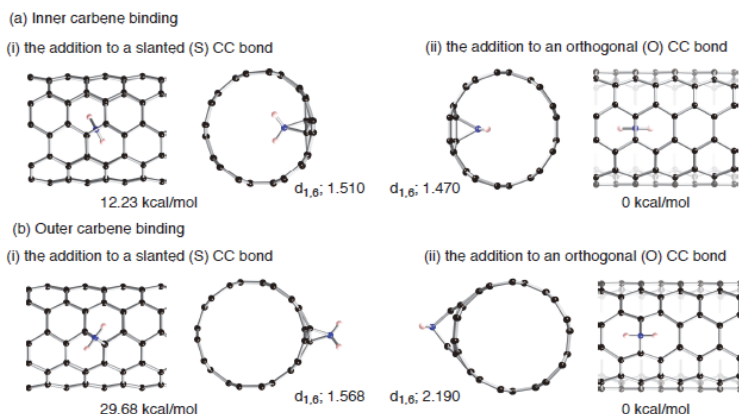 (a) Inner carbene binding
(i) the addition to a slanted (S) CC bond
(ii) the addition to an orthogonal (O) CC bond
12.23 kcal/mol
d1,6; 1.510
d1,6; 1.470
0 kcal/mol
(b) Outer carbene binding
(i) the addition to a slanted (S) CC bond
(ii) the addition to an orthogonal (O) CC bond
29.68 kcal/mol
d1,6; 1.568
d1,6; 2.190
0 kcal/mol